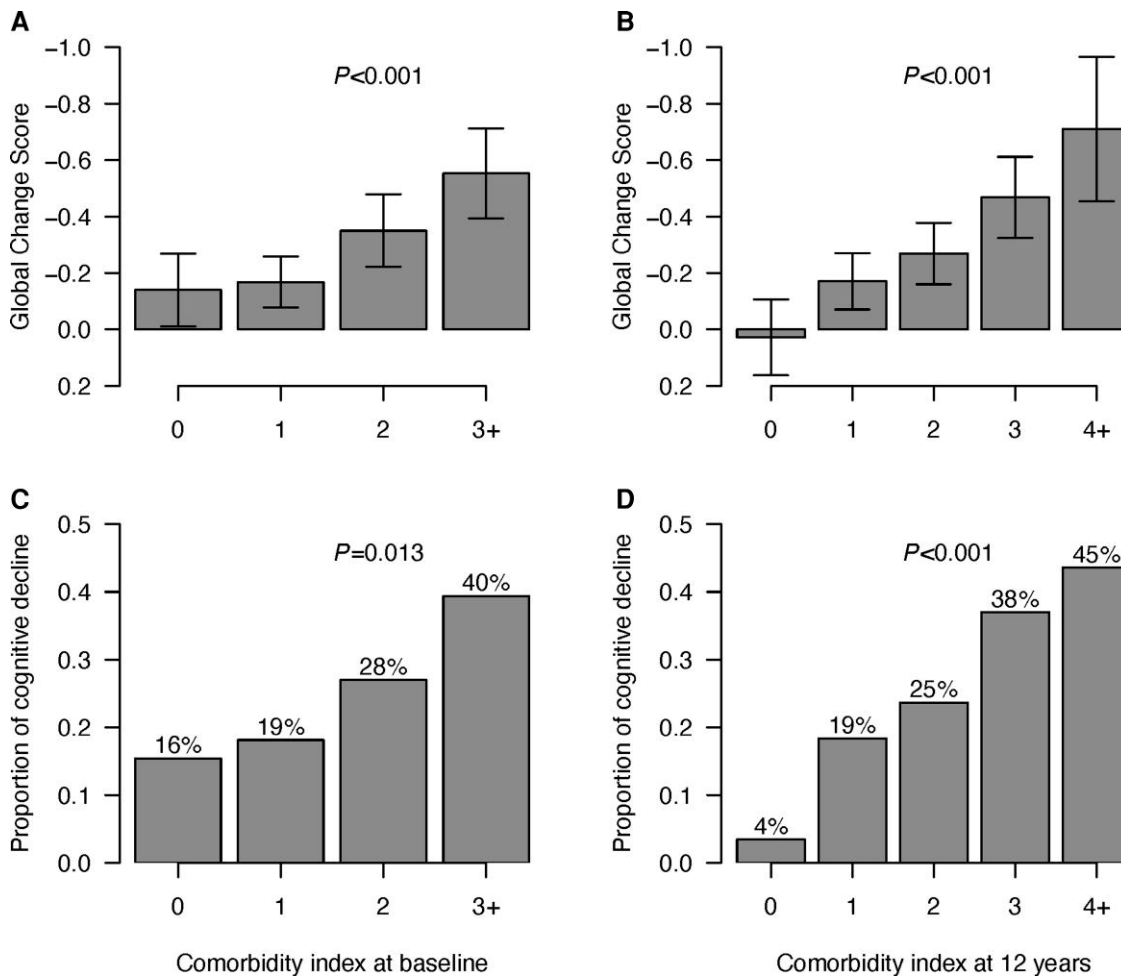 A
Global Change Score
−1.0
−0.8
−0.6
−0.4
−0.2
0.0
0.2
P<0.001
0 1 2 3+
B
Global Change Score
−1.0
−0.8
−0.6
−0.4
−0.2
0.0
0.2
P<0.001
0 1 2 3 4+
C
Proportion of cognitive decline
0.5
0.4
0.3
0.2
0.1
0.0
P=0.013
16% 19% 28% 40%
0 1 2 3+
Comorbidity index at baseline
D
Proportion of cognitive decline
0.5
0.4
0.3
0.2
0.1
0.0
P<0.001
4% 19% 25% 38% 45%
0 1 2 3 4+
Comorbidity index at 12 years